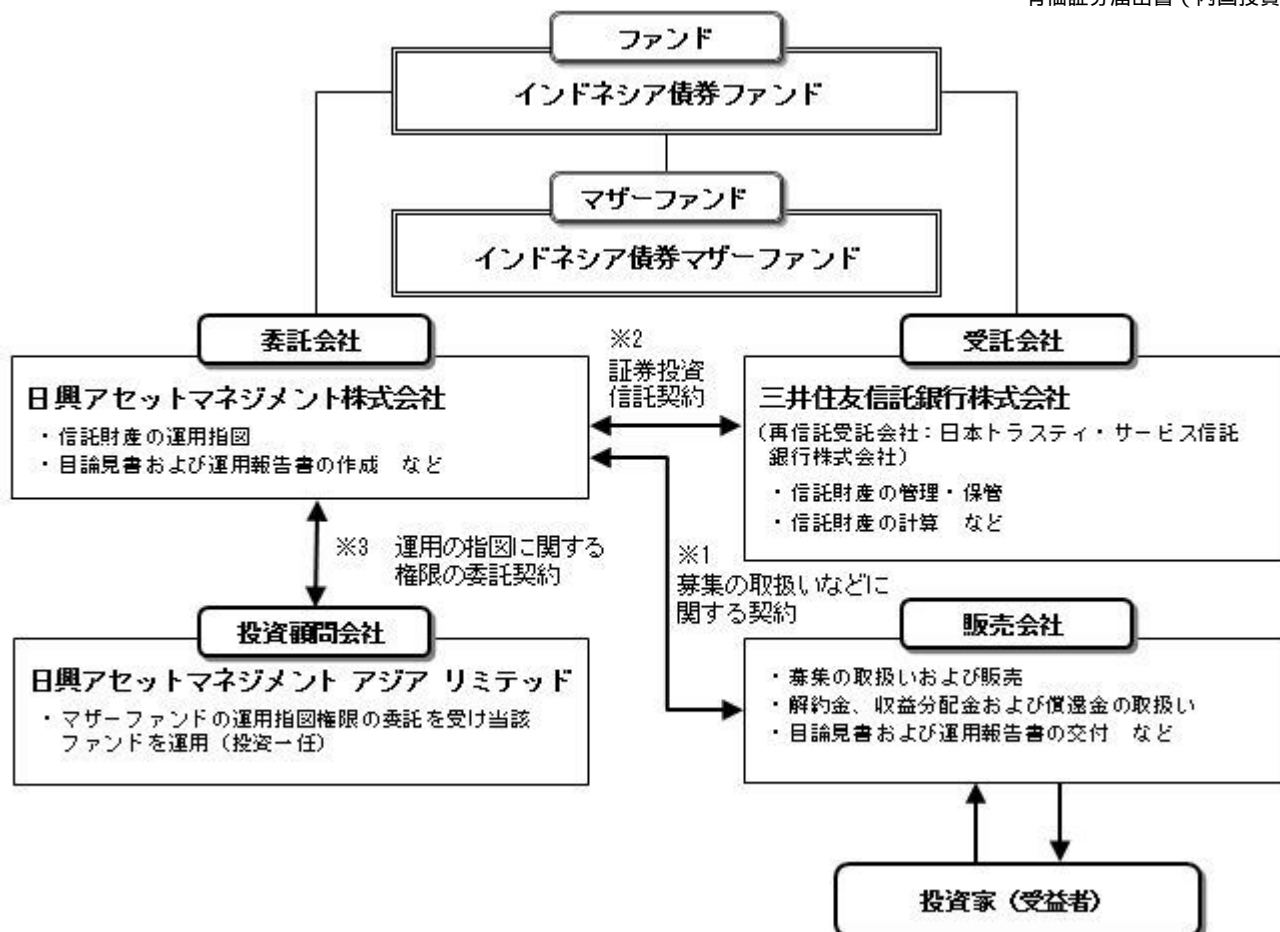 ファンド
インドネシア債券ファンド
マザーファンド
インドネシア債券マザーファンド
委託会社
日興アセットマネジメント株式会社
・信託財産の運用指図
・目論見書および運用報告書の作成 など
※2
証券投資
信託契約
受託会社
三井住友信託銀行株式会社
(再信託受託会社:日本トラスティ・サービス信託
銀行株式会社)
・信託財産の管理・保管
・信託財産の計算 など
※3 運用の指図に関する
権限の委託契約
※1
募集の取扱いなどに
関する契約
投資顧問会社
日興アセットマネジメント アジア リミテッド
・マザーファンドの運用指図権限の委託を受け当該
ファンドを運用(投資一任)
販売会社
・募集の取扱いおよび販売
・解約金、収益分配金および償還金の取扱い
・目論見書および運用報告書の交付 など
投資家(受益者)